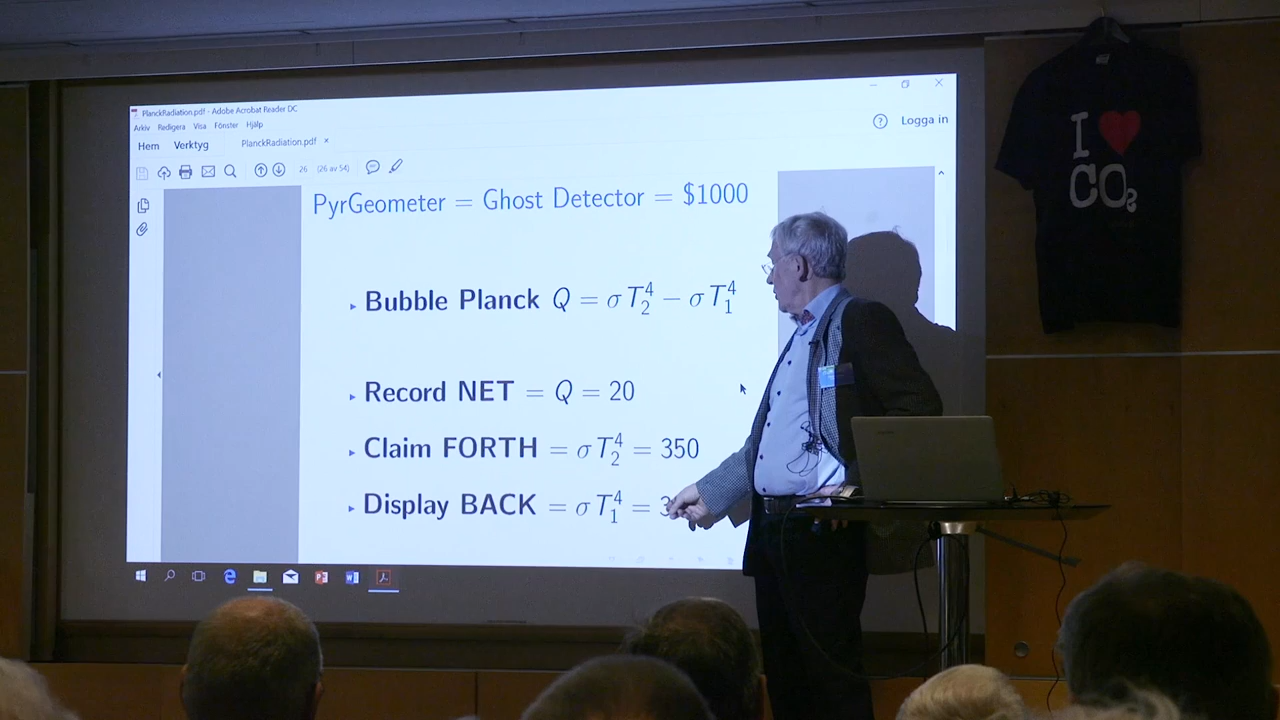 PlanckRadiation.pdf - Adobe Acrobat Reader DC
Arkiv Redigera Visa Fönster Hjälp
Hem Verktyg PlanckRadiation.pdf × Logga in
26 (26 av 54)
PyrGeometer = Ghost Detector = $1000
▸ Bubble Planck Q = σT₂⁴ − σT₁⁴
▸ Record NET = Q = 20
▸ Claim FORTH = σT₂⁴ = 350
▸ Display BACK = σT₁⁴ = 3
I ♥
CO₂